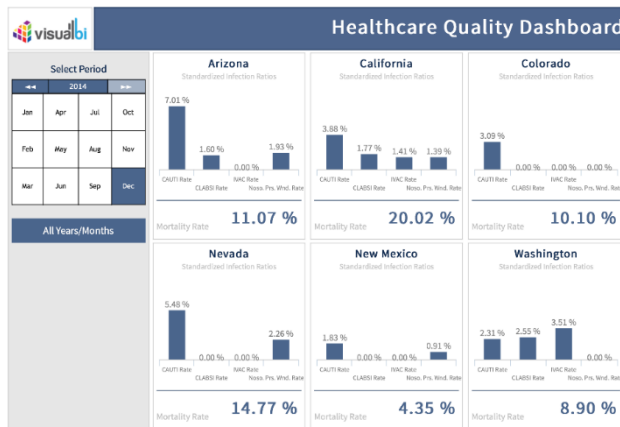 visualbi
Healthcare Quality Dashboard
Select Period
◄◄ 2014 ►►
Jan Apr Jul Oct
Feb May Aug Nov
Mar Jun Sep Dec
All Years/Months
Arizona
Standardized Infection Ratios
7.01 %
1.60 %
0.00 %
1.93 %
CAUTI Rate
CLABSI Rate
IVAC Rate
Noso. Prs. Wnd. Rate
Mortality Rate 11.07 %
California
Standardized Infection Ratios
3.88 %
1.77 %
1.41 %
1.39 %
CAUTI Rate
CLABSI Rate
IVAC Rate
Noso. Prs. Wnd. Rate
Mortality Rate 20.02 %
Colorado
Standardized Infection Ratios
3.09 %
0.00 %
0.00 %
0.00 %
CAUTI Rate
CLABSI Rate
IVAC Rate
Noso. Prs. Wnd. Rate
Mortality Rate 10.10 %
Nevada
Standardized Infection Ratios
5.48 %
0.00 %
0.00 %
2.26 %
CAUTI Rate
CLABSI Rate
IVAC Rate
Noso. Prs. Wnd. Rate
Mortality Rate 14.77 %
New Mexico
Standardized Infection Ratios
1.83 %
0.00 %
0.00 %
0.91 %
CAUTI Rate
CLABSI Rate
IVAC Rate
Noso. Prs. Wnd. Rate
Mortality Rate 4.35 %
Washington
Standardized Infection Ratios
2.31 %
2.55 %
3.51 %
0.00 %
CAUTI Rate
CLABSI Rate
IVAC Rate
Noso. Prs. Wnd. Rate
Mortality Rate 8.90 %